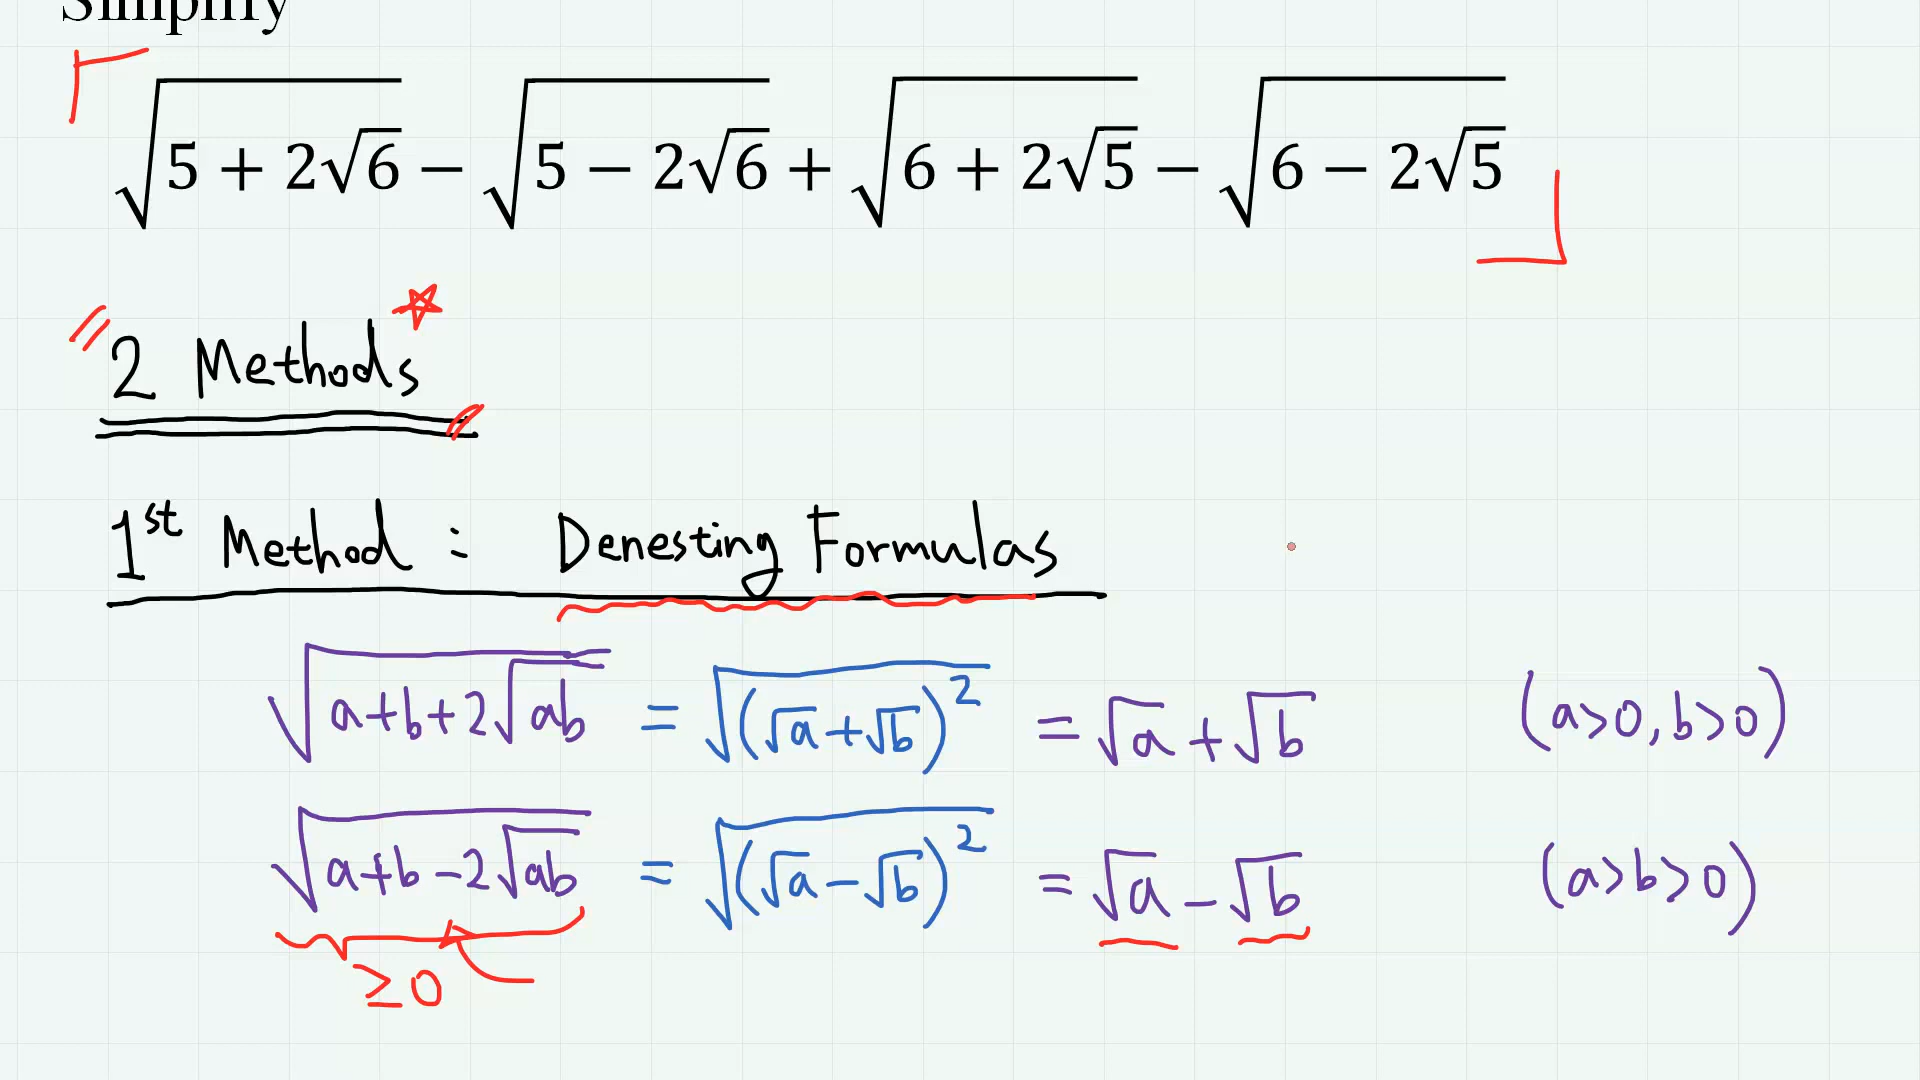 Simplify
√(5 + 2√6) − √(5 − 2√6) + √(6 + 2√5) − √(6 − 2√5)
2 Methods
1st Method : Denesting Formulas
√(a+b+2√ab) = √((√a+√b)²) = √a+√b (a>0, b>0)
√(a+b−2√ab) = √((√a−√b)²) = √a−√b (a>b>0)
≥0